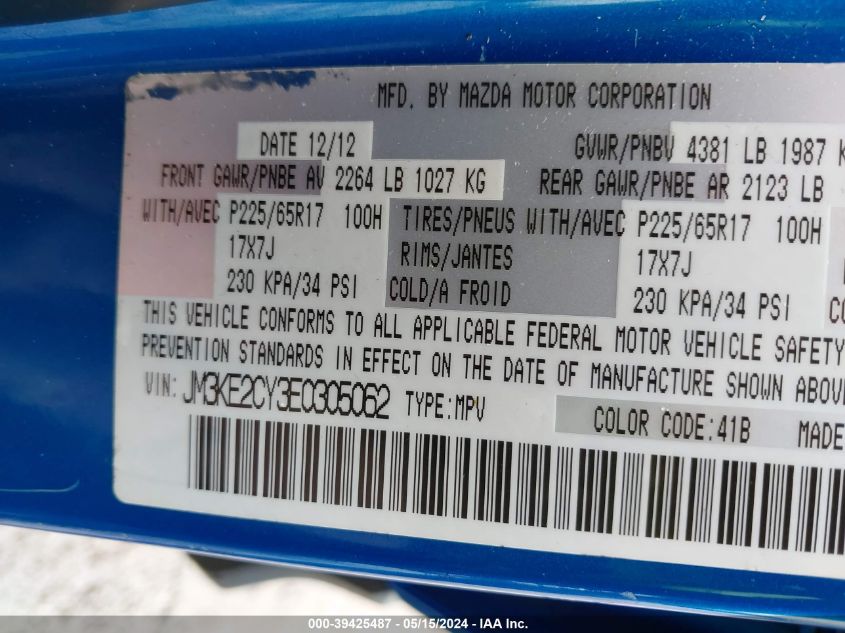 MFD. BY MAZDA MOTOR CORPORATION
DATE 12/12 GVWR/PNBV 4381 LB 1987 K
FRONT GAWR/PNBE AV 2264 LB 1027 KG REAR GAWR/PNBE AR 2123 LB
WITH/AVEC P225/65R17 100H TIRES/PNEUS WITH/AVEC P225/65R17 100H
17X7J RIMS/JANTES 17X7J
230 KPA/34 PSI COLD/A FROID 230 KPA/34 PSI CO
THIS VEHICLE CONFORMS TO ALL APPLICABLE FEDERAL MOTOR VEHICLE SAFETY
PREVENTION STANDARDS IN EFFECT ON THE DATE OF MANUFACTURE SHOWN ABOV
VIN: JM3KE2CY3E0305062 TYPE:MPV COLOR CODE:41B MADE
000-39425487 - 05/15/2024 - IAA Inc.